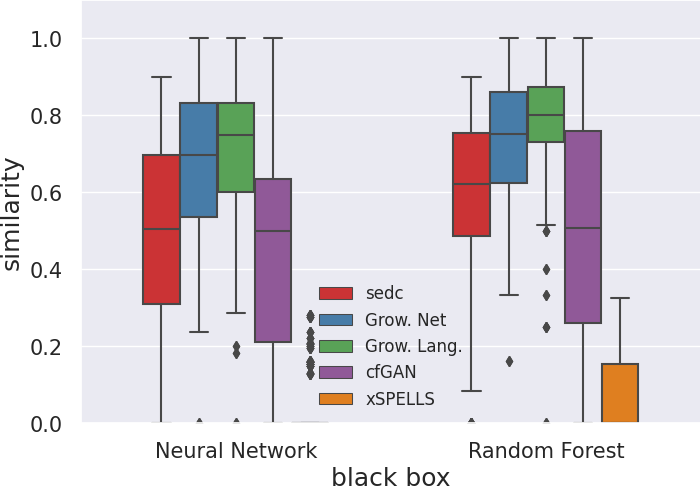 similarity
1.0
0.8
0.6
0.4
0.2
0.0
sedc
Grow. Net
Grow. Lang.
cfGAN
xSPELLS
Neural Network
Random Forest
black box